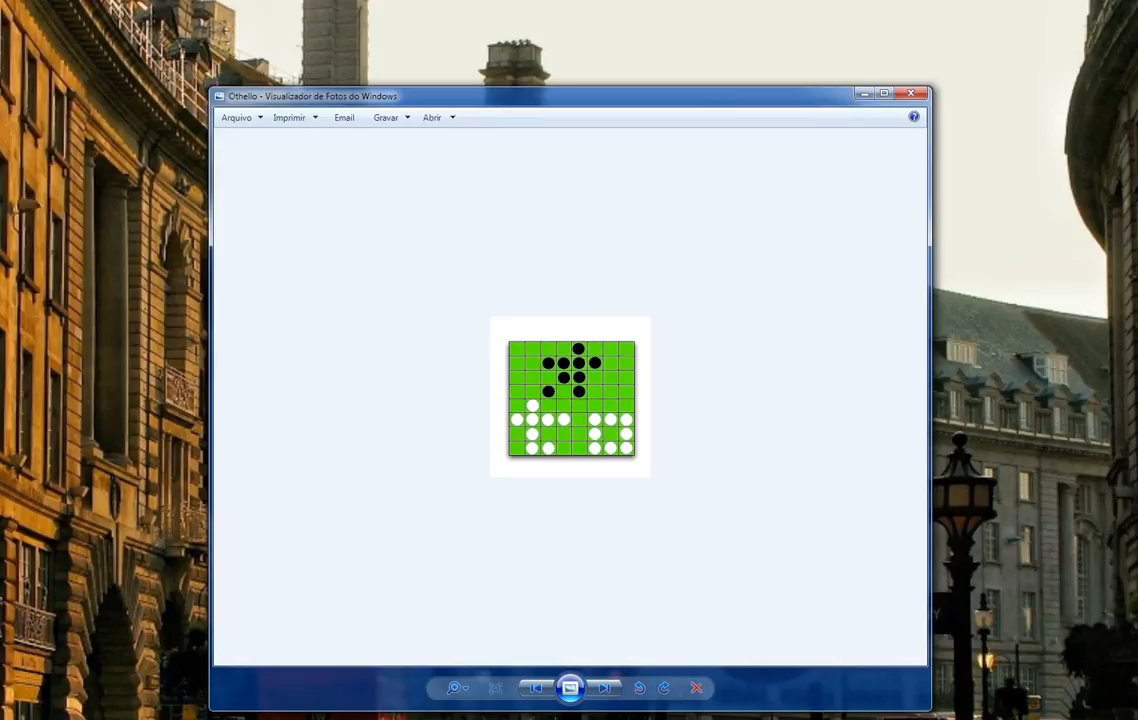 Othello - Visualizador de Fotos do Windows
Arquivo Imprimir Email Gravar Abrir